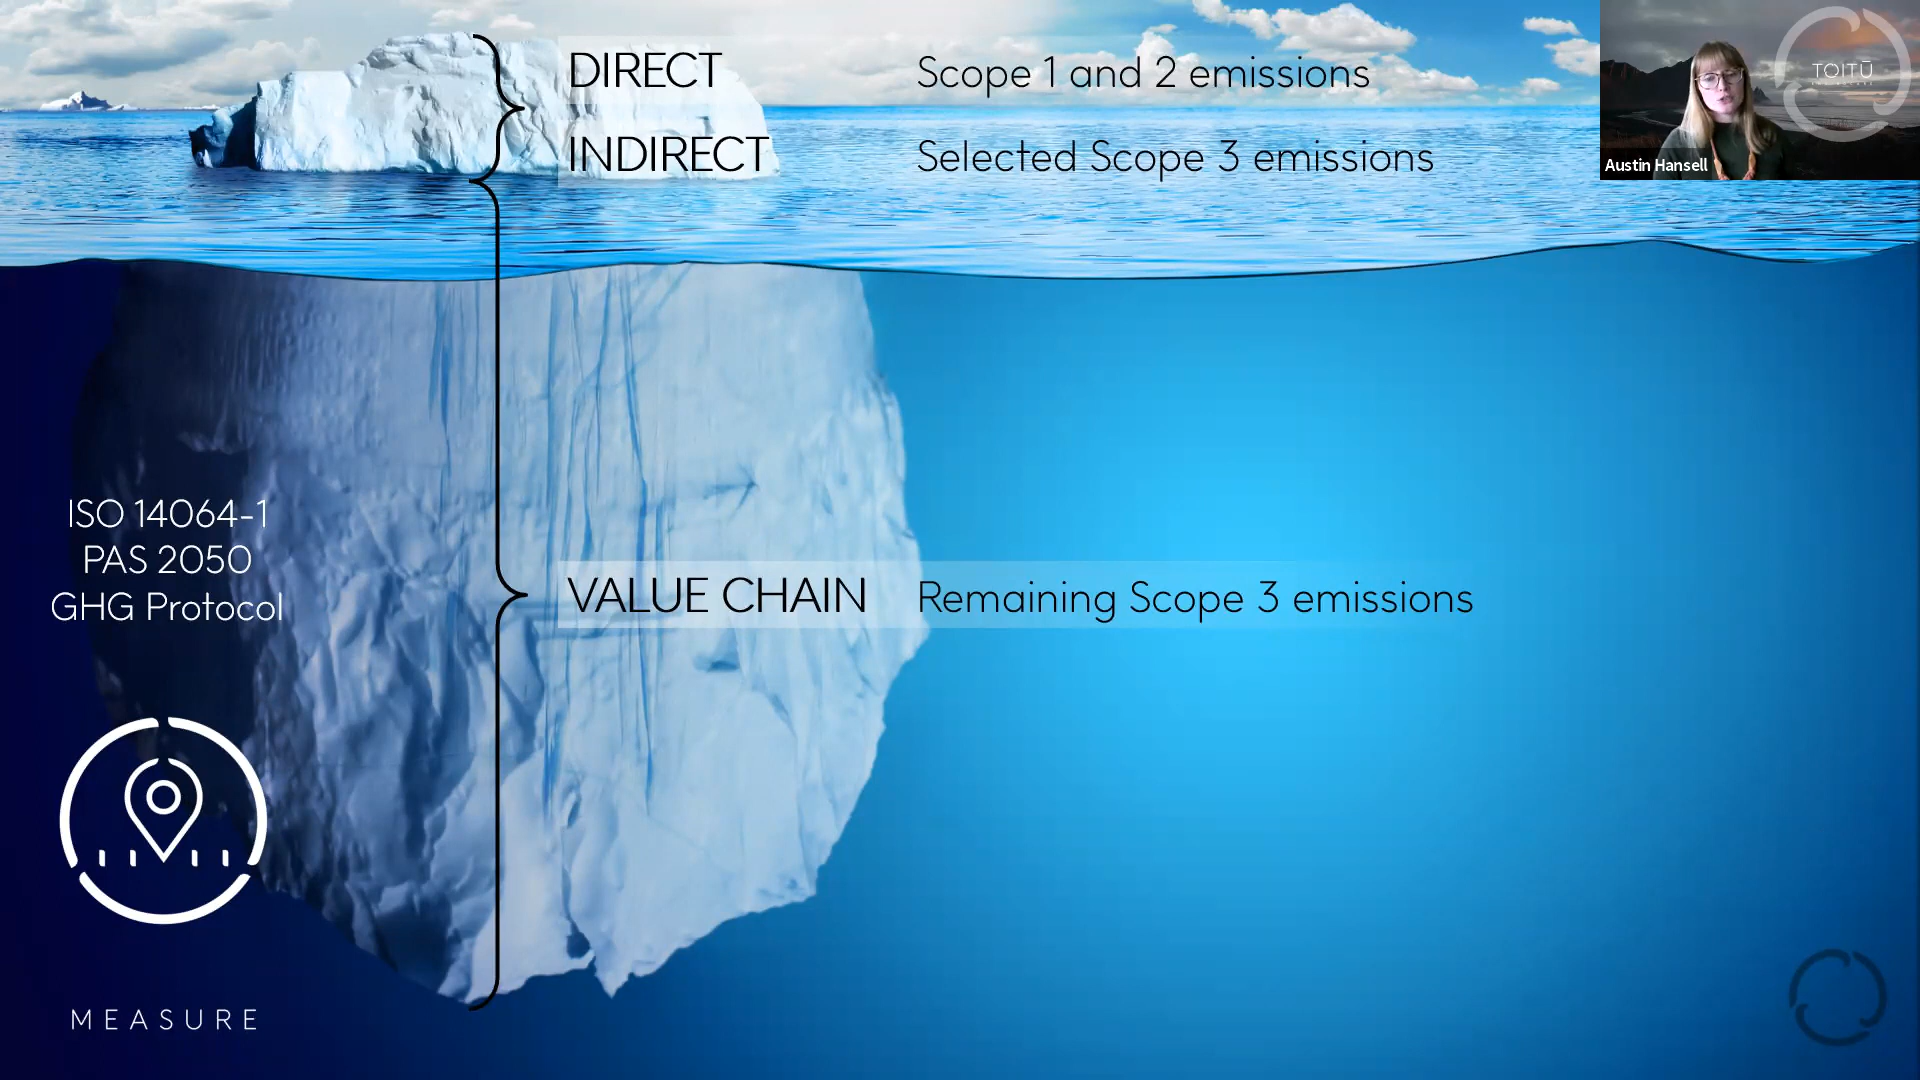 DIRECT Scope 1 and 2 emissions
INDIRECT Selected Scope 3 emissions
TOITŪ
Austin Hansell
ISO 14064-1
PAS 2050
GHG Protocol
VALUE CHAIN Remaining Scope 3 emissions
MEASURE